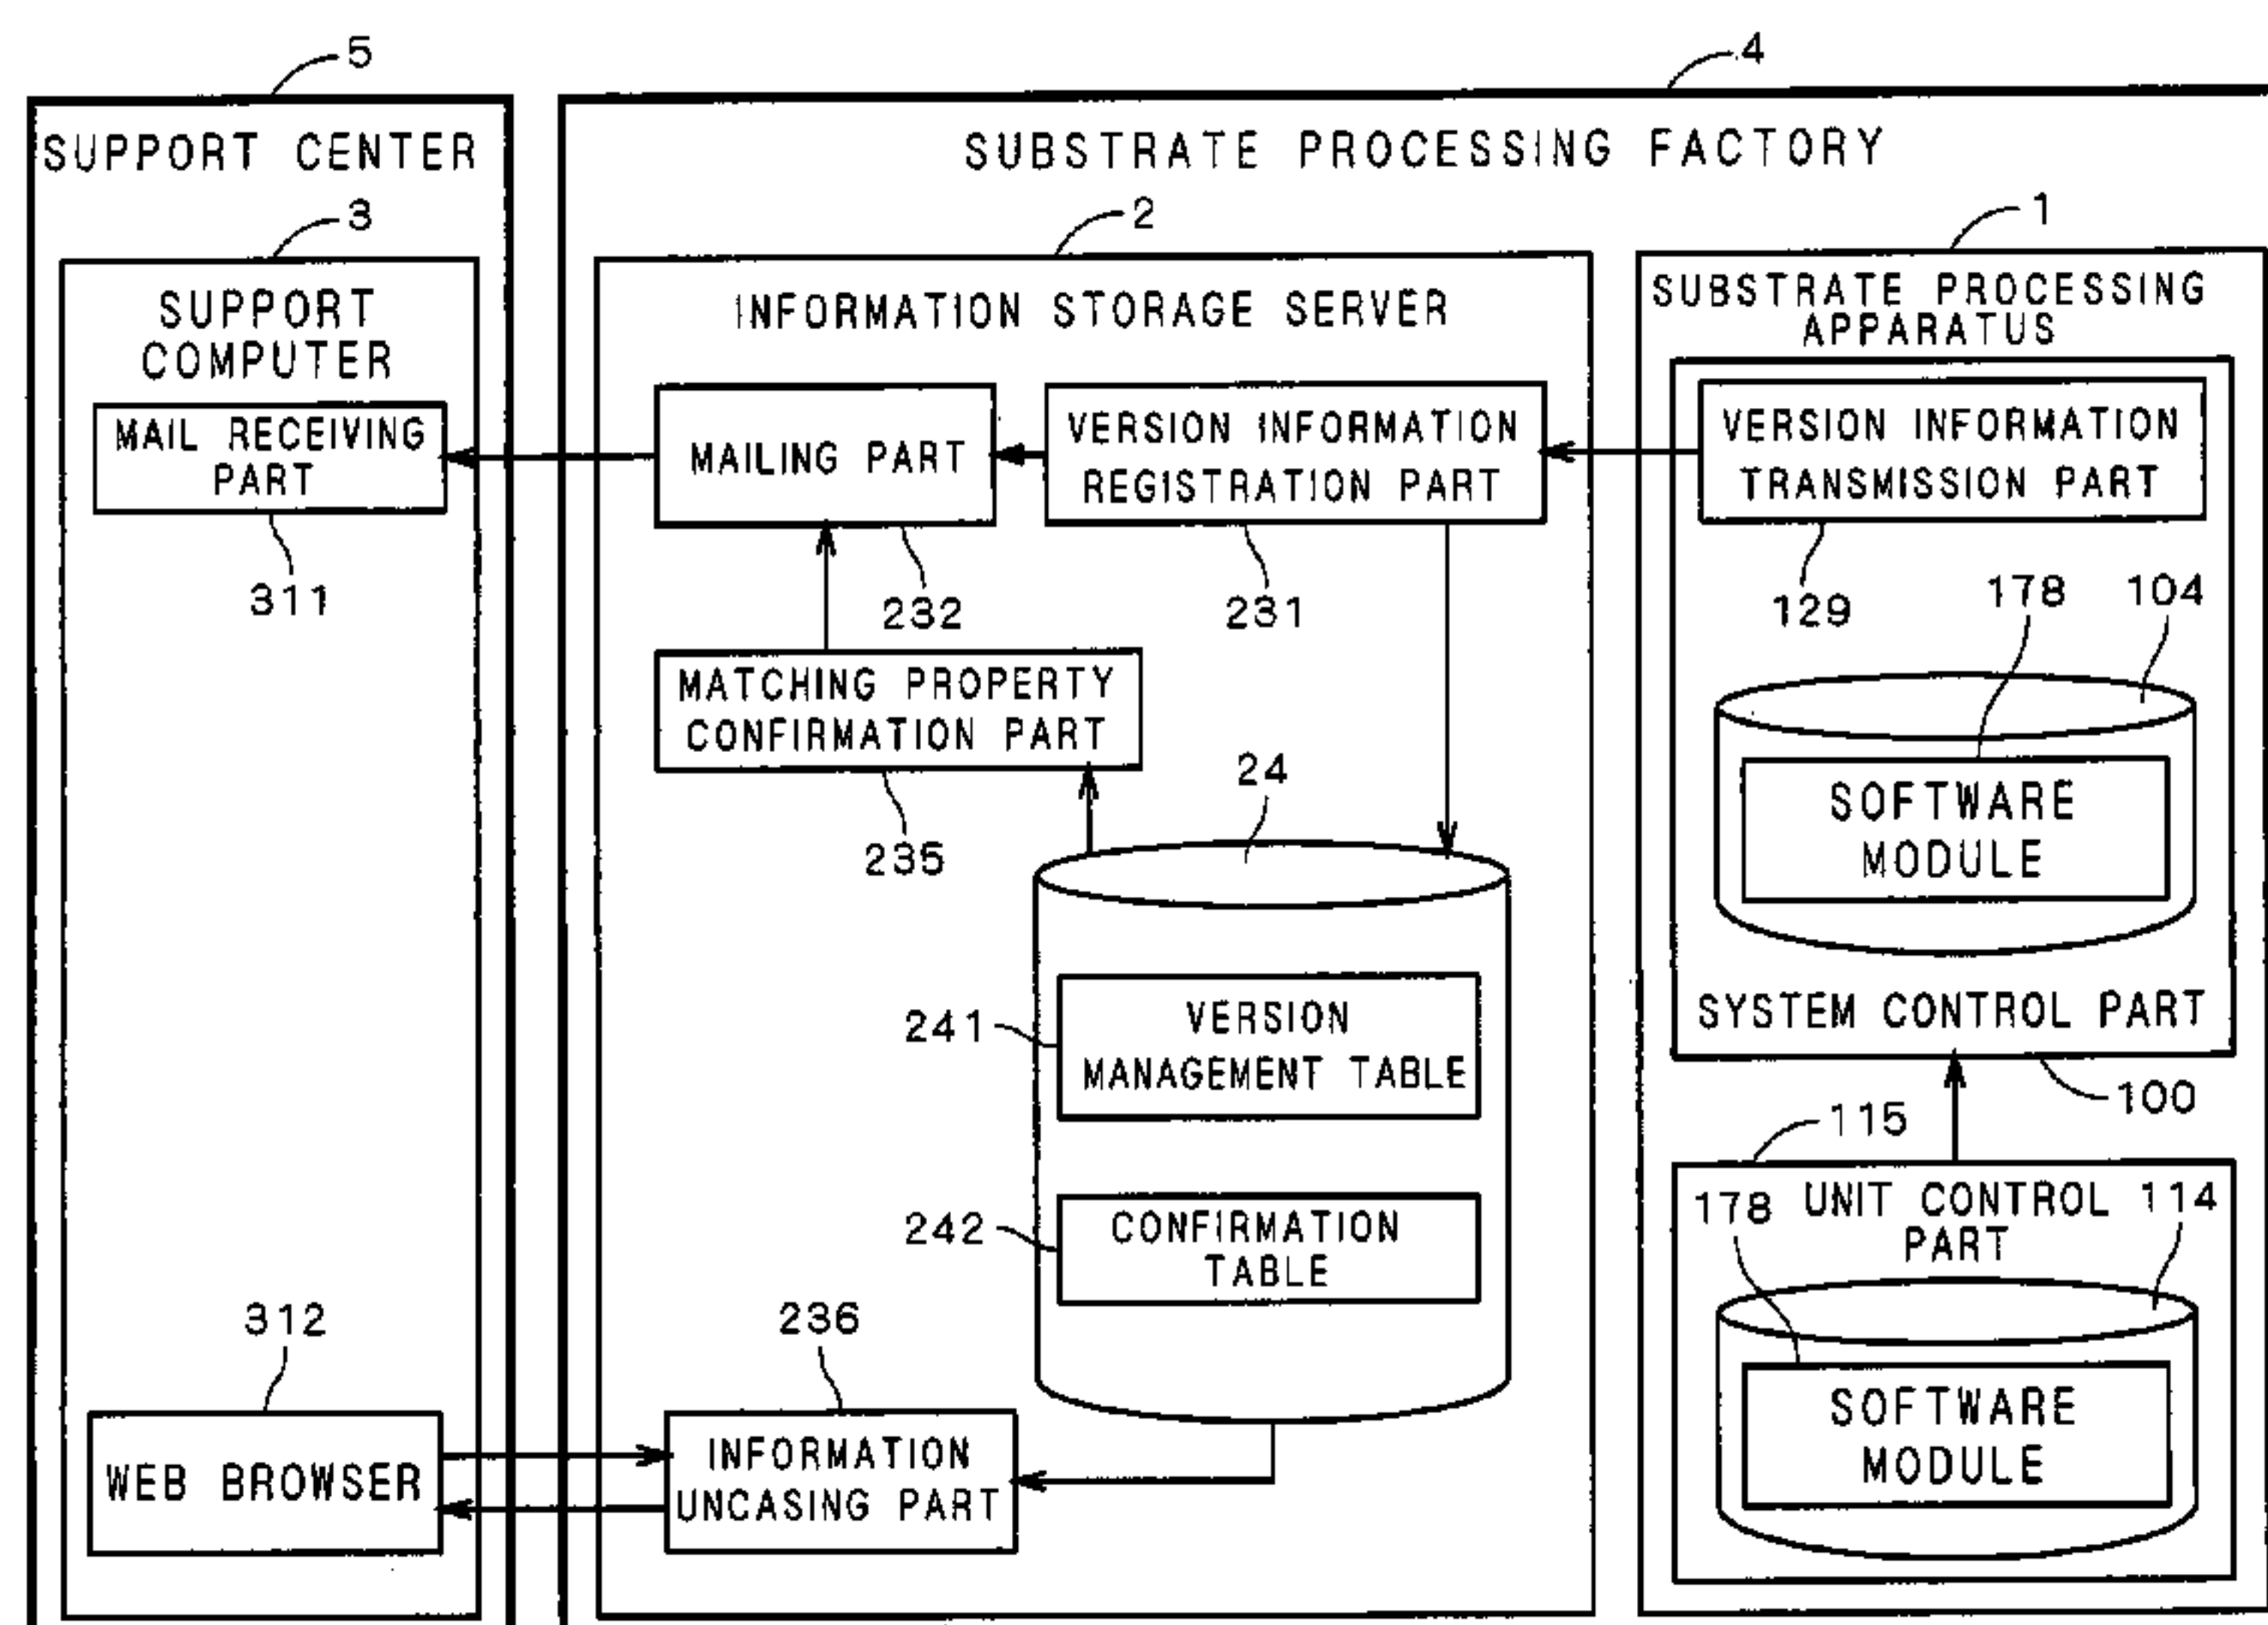 5
4
SUPPORT CENTER
SUBSTRATE PROCESSING FACTORY
3
2
1
SUPPORT
COMPUTER
INFORMATION STORAGE SERVER
SUBSTRATE PROCESSING
APPARATUS
MAIL RECEIVING
PART
311
MAILING PART
232
VERSION INFORMATION
REGISTRATION PART
231
VERSION INFORMATION
TRANSMISSION PART
129
178
104
MATCHING PROPERTY
CONFIRMATION PART
235
24
SOFTWARE
MODULE
241
VERSION
MANAGEMENT TABLE
SYSTEM CONTROL PART
100
115
242
CONFIRMATION
TABLE
178
UNIT CONTROL
PART
114
312
236
WEB BROWSER
INFORMATION
UNCASING PART
SOFTWARE
MODULE